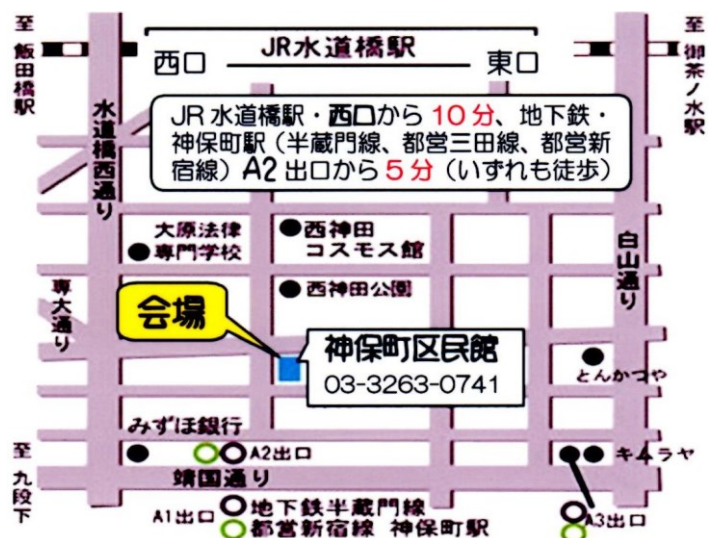 至 飯田橋駅
JR水道橋駅
西口
東口
至 御茶ノ水駅
水道橋西通り
JR水道橋駅・西口から10分、地下鉄・
神保町駅（半蔵門線、都営三田線、都営新
宿線）A2出口から5分（いずれも徒歩）
大原法律
専門学校
西神田
コスモス館
白山通り
専大通り
西神田公園
会場
神保町区民館
03-3263-0741
とんかつや
みずほ銀行
A2出口
キムラヤ
至 九段下
靖国通り
A1出口
地下鉄半蔵門線
都営新宿線 神保町駅
A3出口